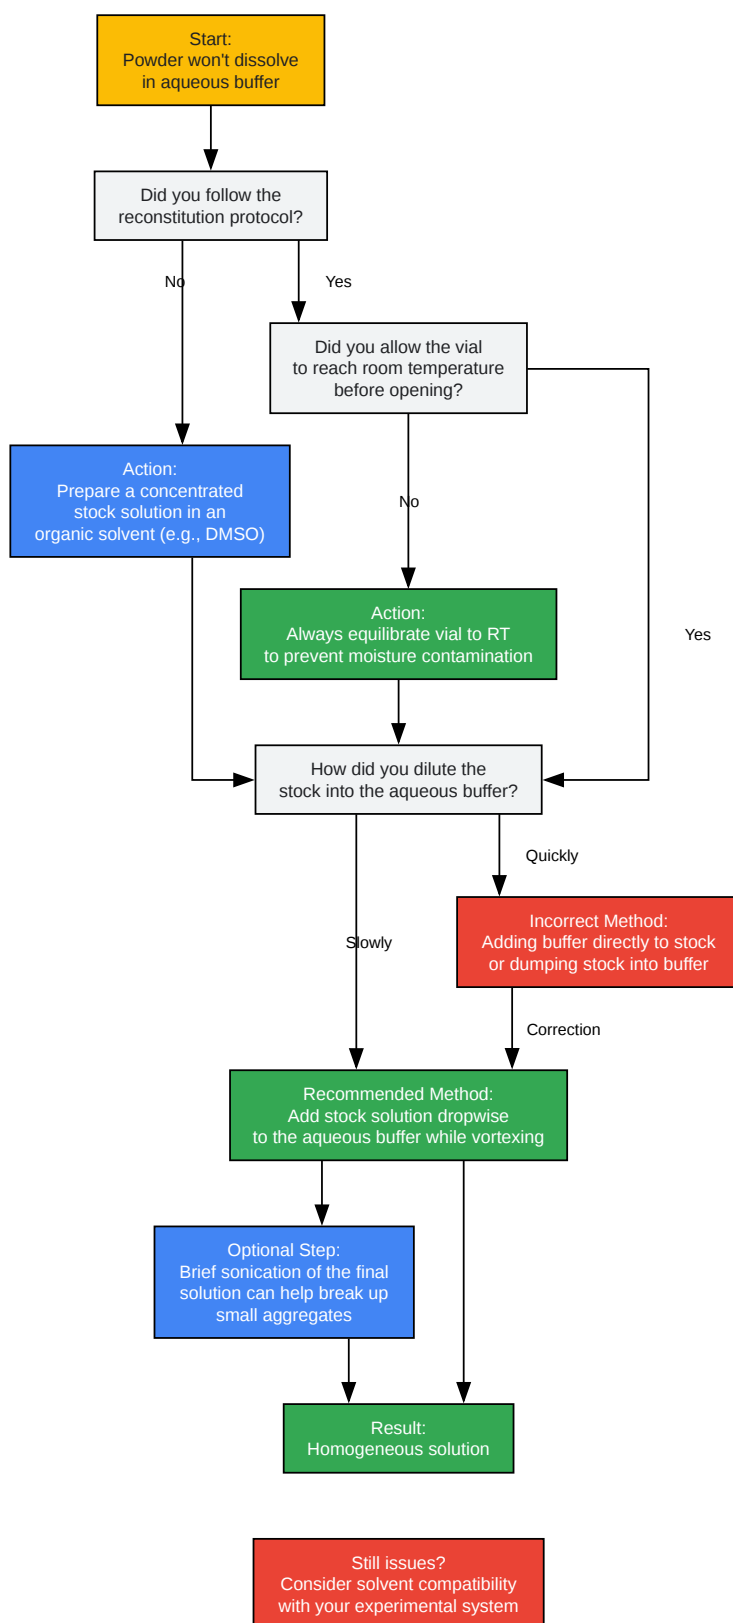 Start:
Powder won't dissolve
in aqueous buffer
Did you follow the
reconstitution protocol?
No
Yes
Did you allow the vial
to reach room temperature
before opening?
Action:
Prepare a concentrated
stock solution in an
organic solvent (e.g., DMSO)
No
Action:
Always equilibrate vial to RT
to prevent moisture contamination
Yes
How did you dilute the
stock into the aqueous buffer?
Quickly
Incorrect Method:
Adding buffer directly to stock
or dumping stock into buffer
Slowly
Correction
Recommended Method:
Add stock solution dropwise
to the aqueous buffer while vortexing
Optional Step:
Brief sonication of the final
solution can help break up
small aggregates
Result:
Homogeneous solution
Still issues?
Consider solvent compatibility
with your experimental system